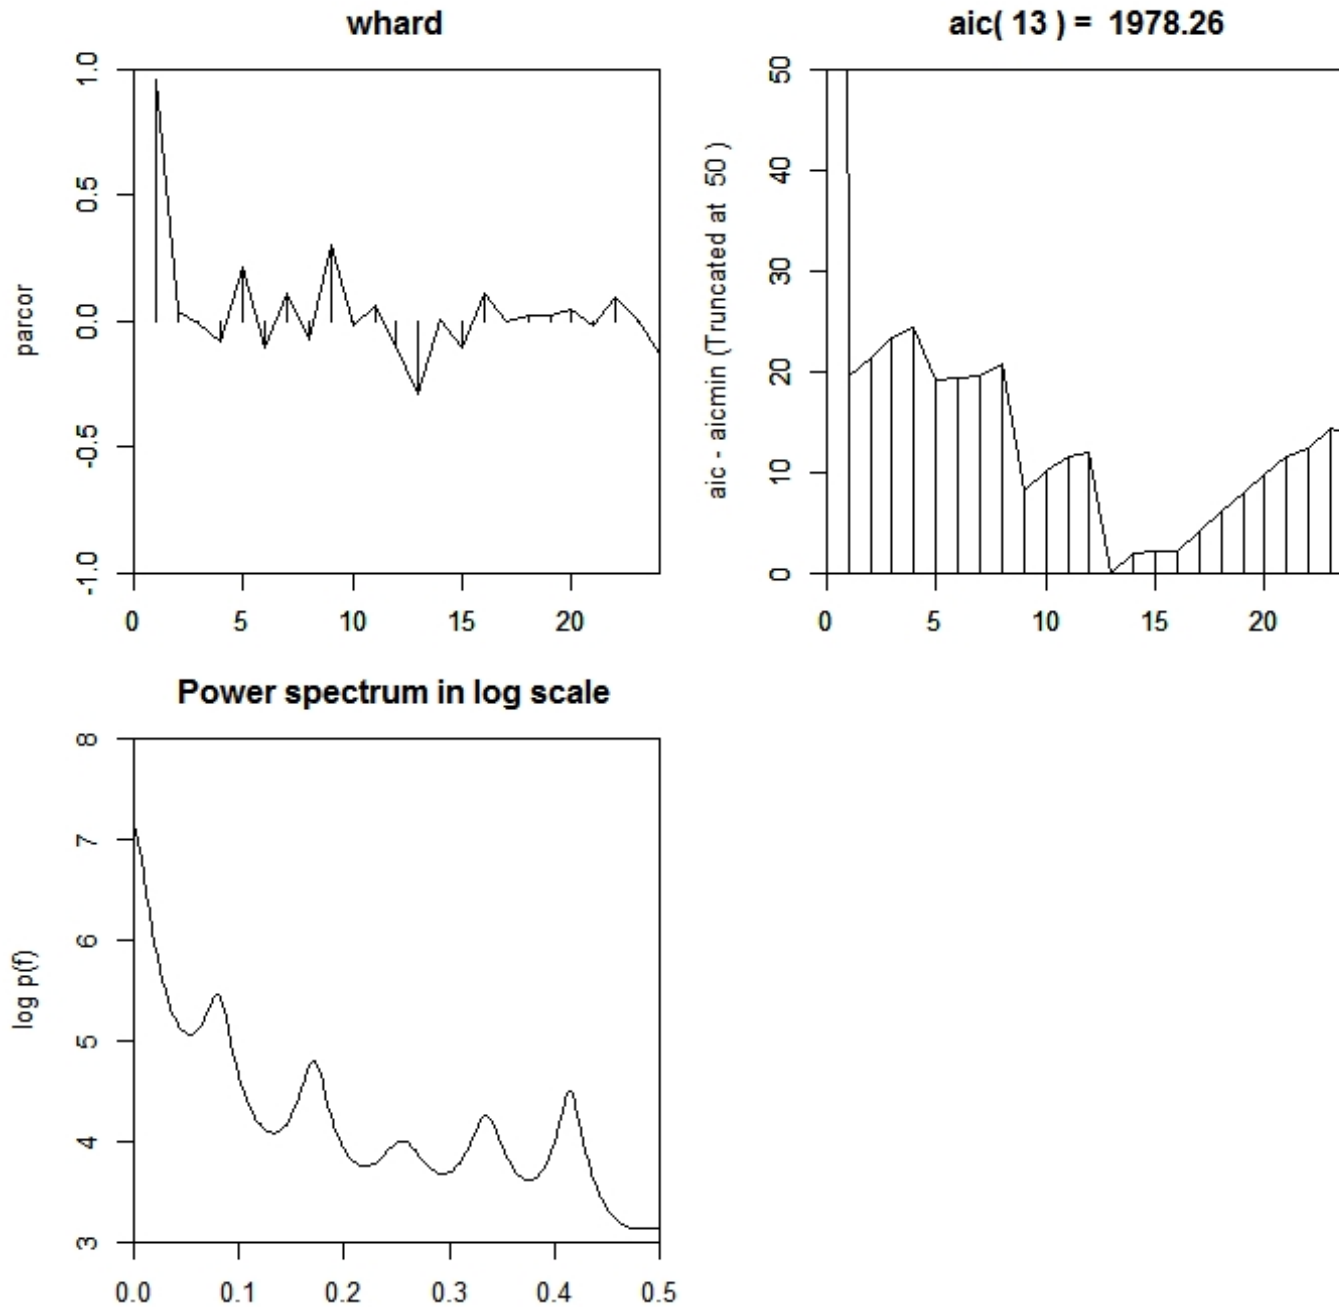 whard
1.0
0.5
0.0
-0.5
-1.0
parcor
0 5 10 15 20
aic( 13 ) = 1978.26
50
40
30
20
10
0
aic - aicmin (Truncated at 50 )
0 5 10 15 20
Power spectrum in log scale
8
7
6
5
4
3
log p(f)
0.0 0.1 0.2 0.3 0.4 0.5